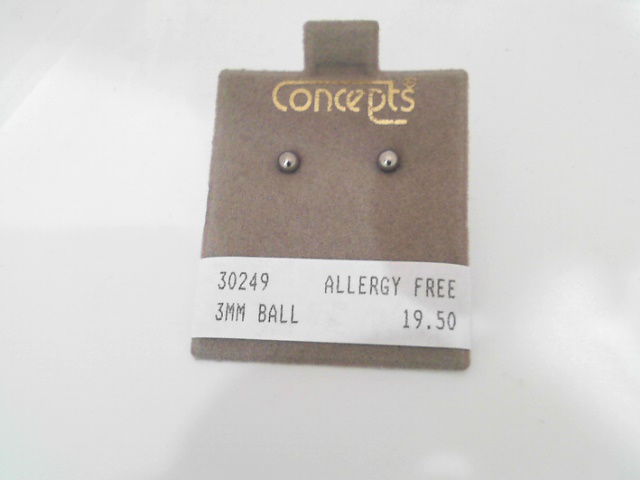 Concepts
30249 ALLERGY FREE
3MM BALL 19.50